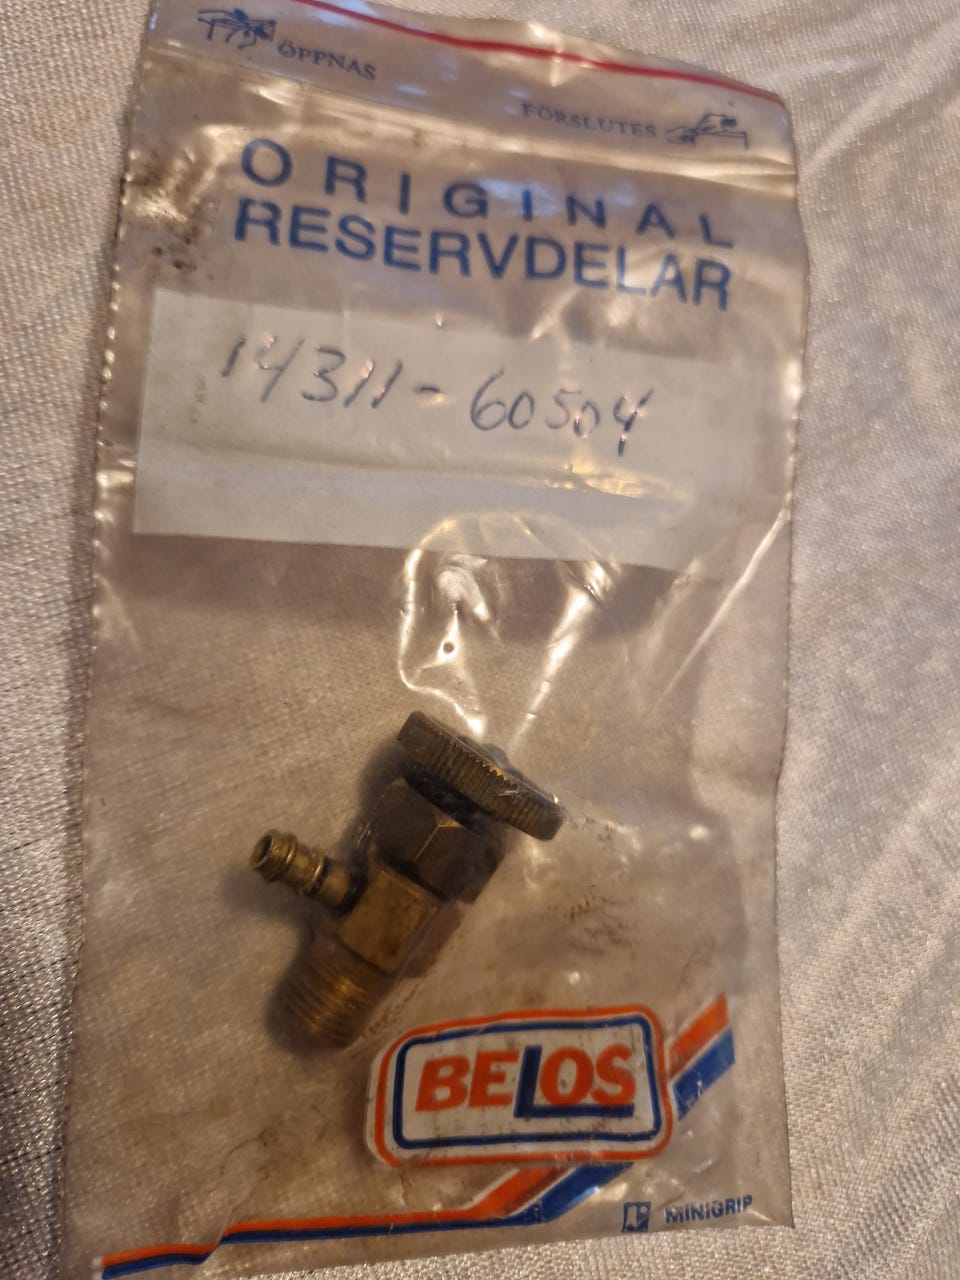 ÖPPNAS
FÖRSLUTES
ORIGINAL
RESERVDELAR
14311-60504
BELOS
MINIGRIP